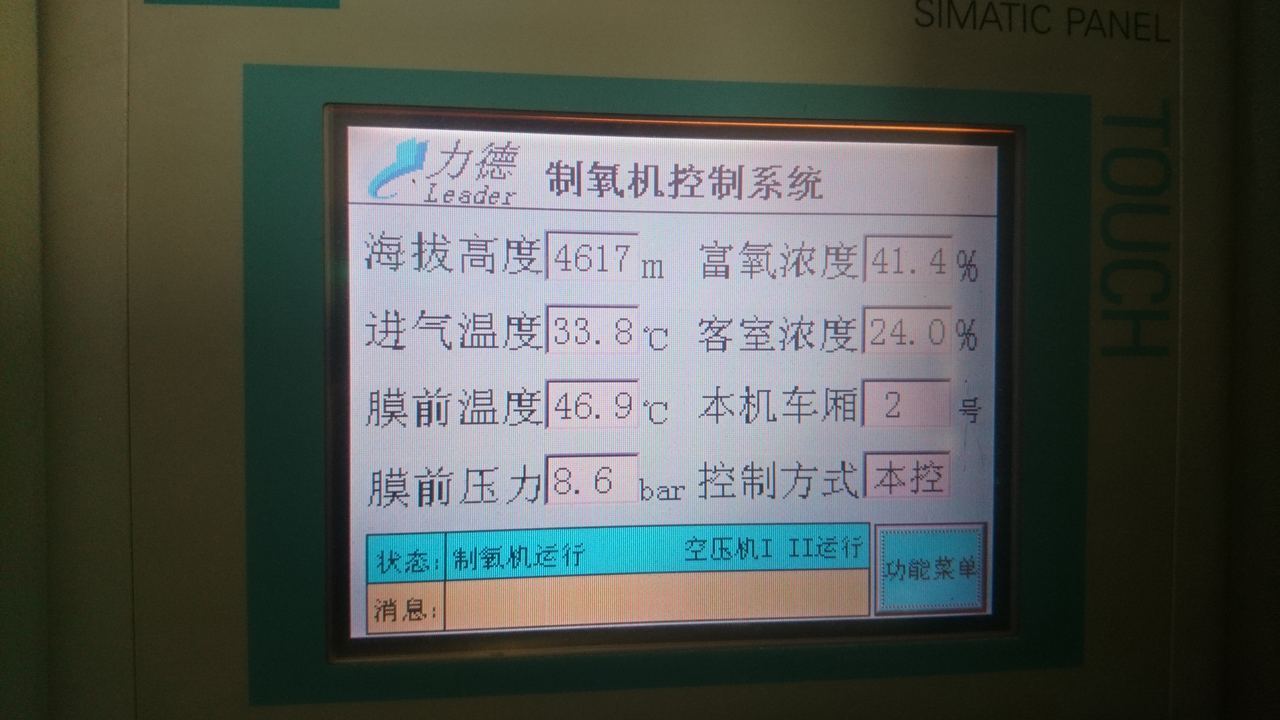 SIMATIC PANEL
TOUCH
力德
Leader
制氧机控制系统
海拔高度 4617 m 富氧浓度 41.4 %
进气温度 33.8 ℃ 客室浓度 24.0 %
膜前温度 46.9 ℃ 本机车厢 2 号
膜前压力 8.6 bar 控制方式 本控
状态: 制氧机运行 空压机I II运行
功能菜单
消息: